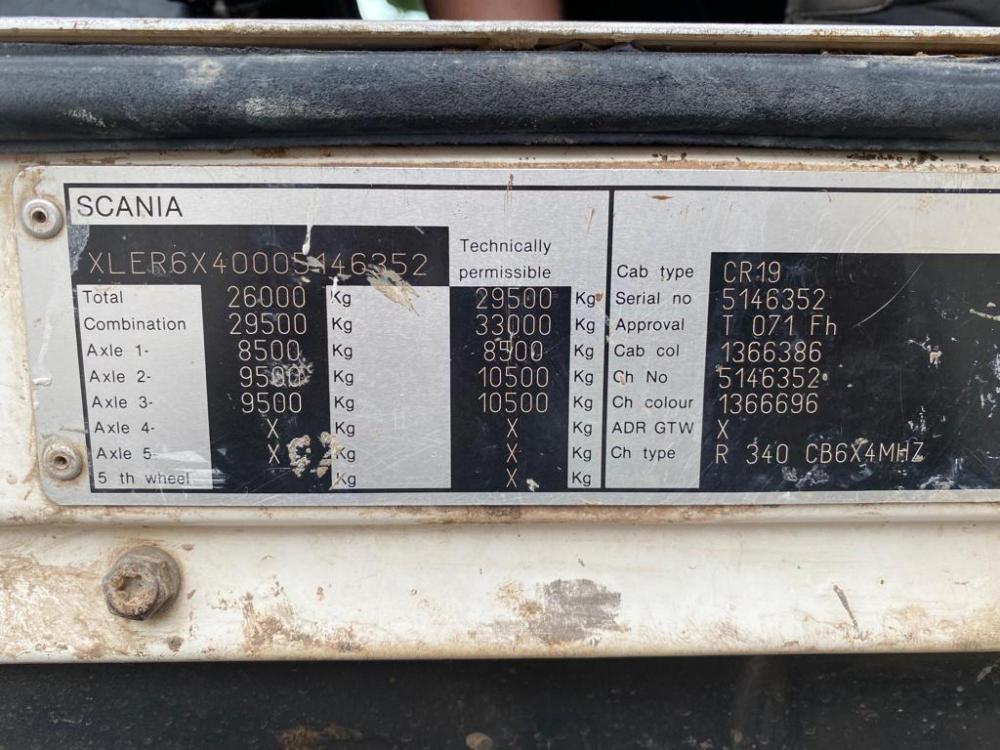 SCANIA
XLER6X40005146352
Technically
permissible
Total 26000 Kg 29500 Kg
Combination 29500 Kg 33000 Kg
Axle 1- 8500 Kg 8500 Kg
Axle 2- 9500 Kg 10500 Kg
Axle 3- 9500 Kg 10500 Kg
Axle 4- X Kg X Kg
Axle 5- X Kg X Kg
5 th wheel Kg X Kg
Cab type CR19
Serial no 5146352
Approval T 071 Fh
Cab col 1366386
Ch No 5146352
Ch colour 1366696
ADR GTW X
Ch type R 340 CB6X4MHZ